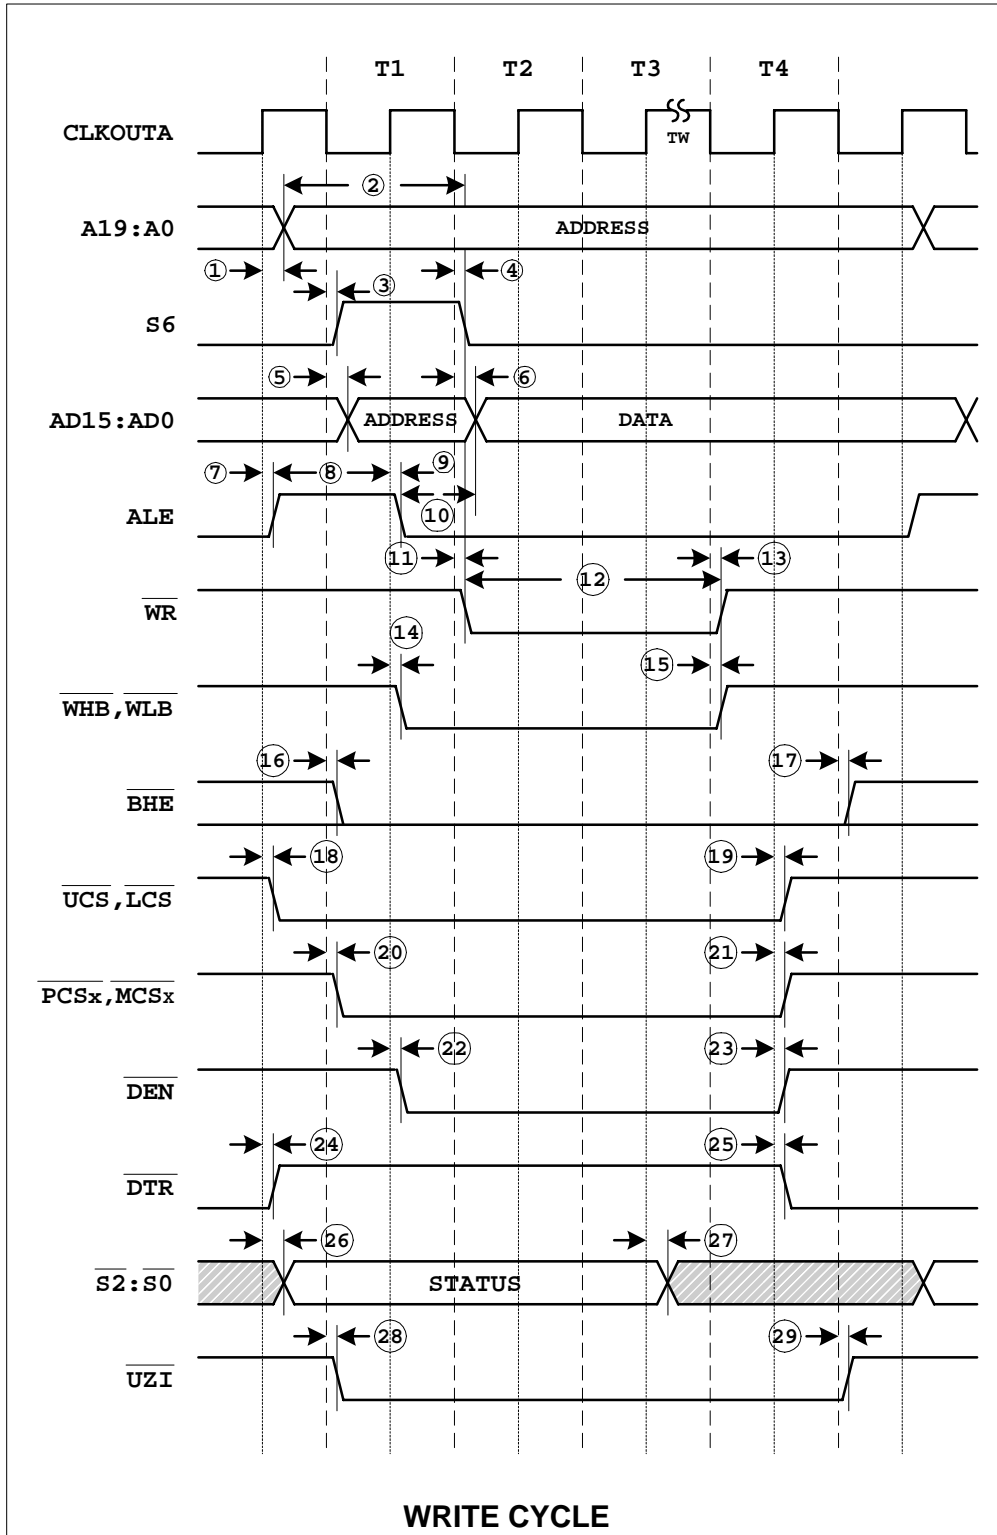 T1 T2 T3 T4
CLKOUTA
TW
2
A19:A0 ADDRESS
1 3 4
S6
5 6
AD15:AD0 ADDRESS DATA
7 8 9
ALE 10
11 12 13
WR
14 15
WHB,WLB
16 17
BHE
18 19
UCS,LCS
20 21
PCSx,MCSx
22 23
DEN
24 25
DTR
26 27
S2:S0 STATUS
28 29
UZI
WRITE CYCLE